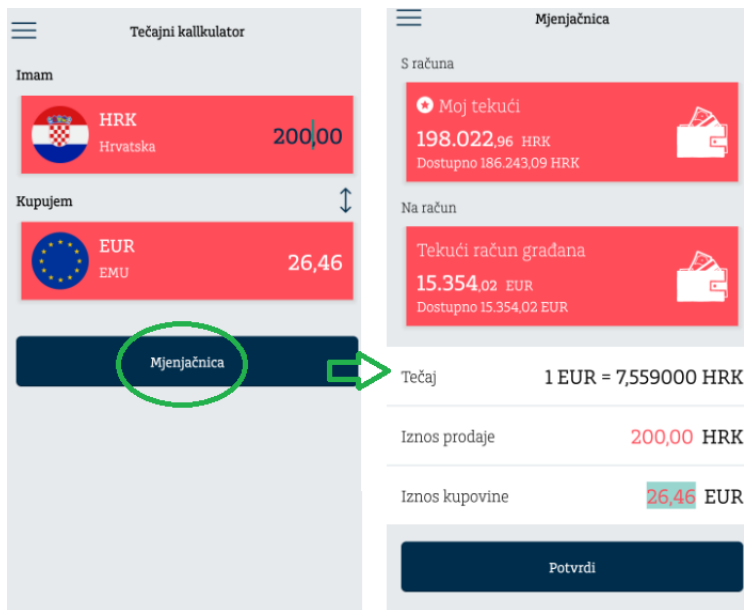 Tečajni kallkulator
Imam
HRK
Hrvatska
200,00
Kupujem
EUR
EMU
26,46
Mjenjačnica
Mjenjačnica
S računa
Moj tekući
198.022,96 HRK
Dostupno 186.243,09 HRK
Na račun
Tekući račun građana
15.354,02 EUR
Dostupno 15.354,02 EUR
Tečaj 1 EUR = 7,559000 HRK
Iznos prodaje 200,00 HRK
Iznos kupovine 26,46 EUR
Potvrdi